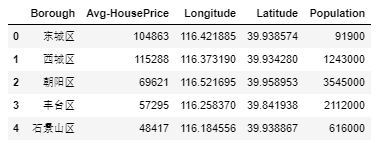 Borough Avg-HousePrice Longitude Latitude Population
0 东城区 104863 116.421885 39.938574 91900
1 西城区 115288 116.373190 39.934280 1243000
2 朝阳区 69621 116.521695 39.958953 3545000
3 丰台区 57295 116.258370 39.841938 2112000
4 石景山区 48417 116.184556 39.938867 616000